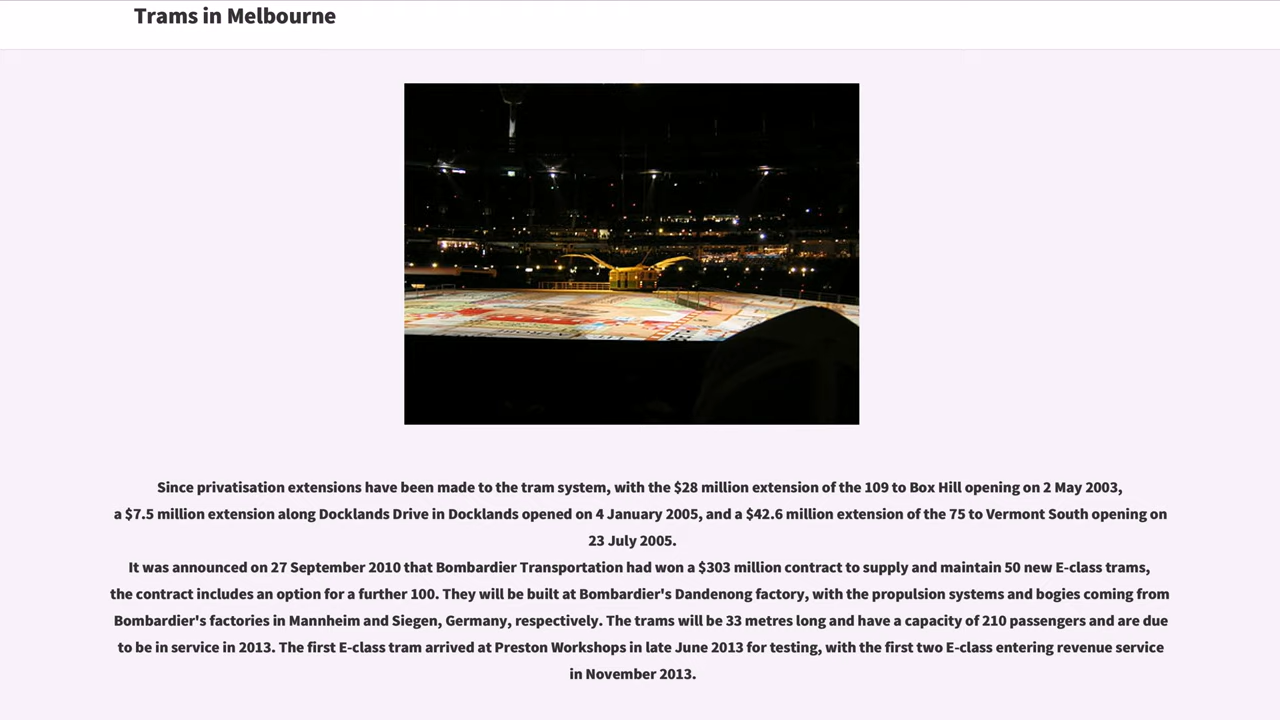 Trams in Melbourne
Since privatisation extensions have been made to the tram system, with the $28 million extension of the 109 to Box Hill opening on 2 May 2003,
a $7.5 million extension along Docklands Drive in Docklands opened on 4 January 2005, and a $42.6 million extension of the 75 to Vermont South opening on
23 July 2005.
It was announced on 27 September 2010 that Bombardier Transportation had won a $303 million contract to supply and maintain 50 new E-class trams,
the contract includes an option for a further 100. They will be built at Bombardier's Dandenong factory, with the propulsion systems and bogies coming from
Bombardier's factories in Mannheim and Siegen, Germany, respectively. The trams will be 33 metres long and have a capacity of 210 passengers and are due
to be in service in 2013. The first E-class tram arrived at Preston Workshops in late June 2013 for testing, with the first two E-class entering revenue service
in November 2013.